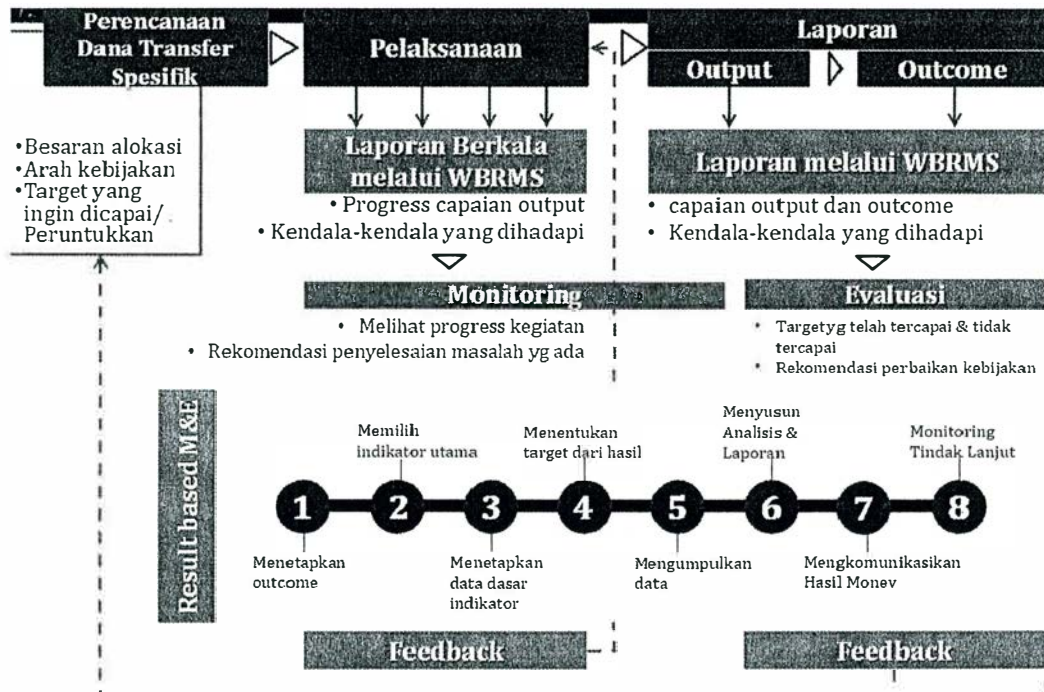 Perencanaan
Dana Transfer
Spesifik
Pelaksanaan
Laporan
Output
Outcome
•Besaran alokasi
•Arah kebijakan
•Target yang
ingin dicapai/
Peruntukkan
Laporan Berkala
melalui WBRMS
• Progress capaian output
• Kendala-kendala yang dihadapi
Laporan melalui WBRMS
• capaian output dan outcome
• Kendala-kendala yang dihadapi
Monitoring
• Melihat progress kegiatan
• Rekomendasi penyelesaian masalah yg ada
Evaluasi
• Targetyg telah tercapai & tidak
tercapai
• Rekomendasi perbaikan kebijakan
Result based M&E
1
Menetapkan
outcome
2
Memilih
indikator utama
3
Menetapkan
data dasar
indikator
4
Menentukan
target dari hasil
5
Mengumpulkan
data
6
Menyusun
Analisis &
Laporan
7
Mengkomunikasikan
Hasil Monev
8
Monitoring
Tindak Lanjut
Feedback
Feedback